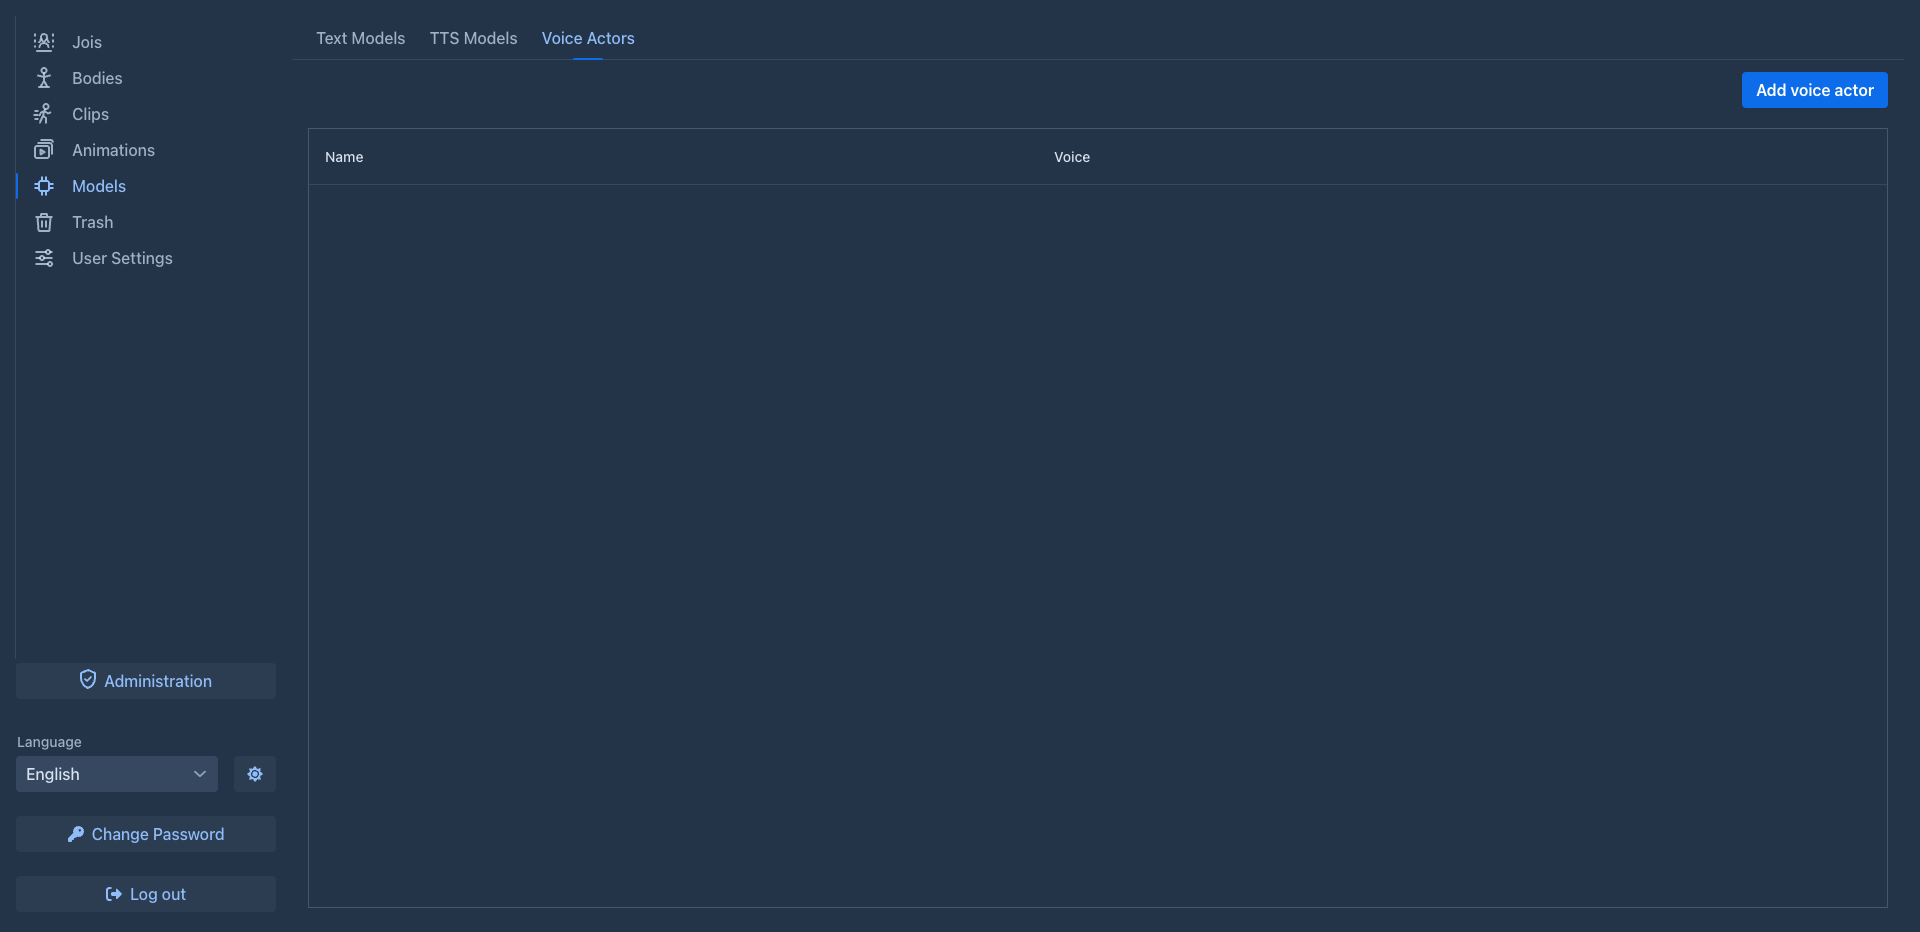 Jois
Bodies
Clips
Animations
Models
Trash
User Settings
Administration
Language
English
Change Password
Log out
Text Models
TTS Models
Voice Actors
Add voice actor
Name
Voice